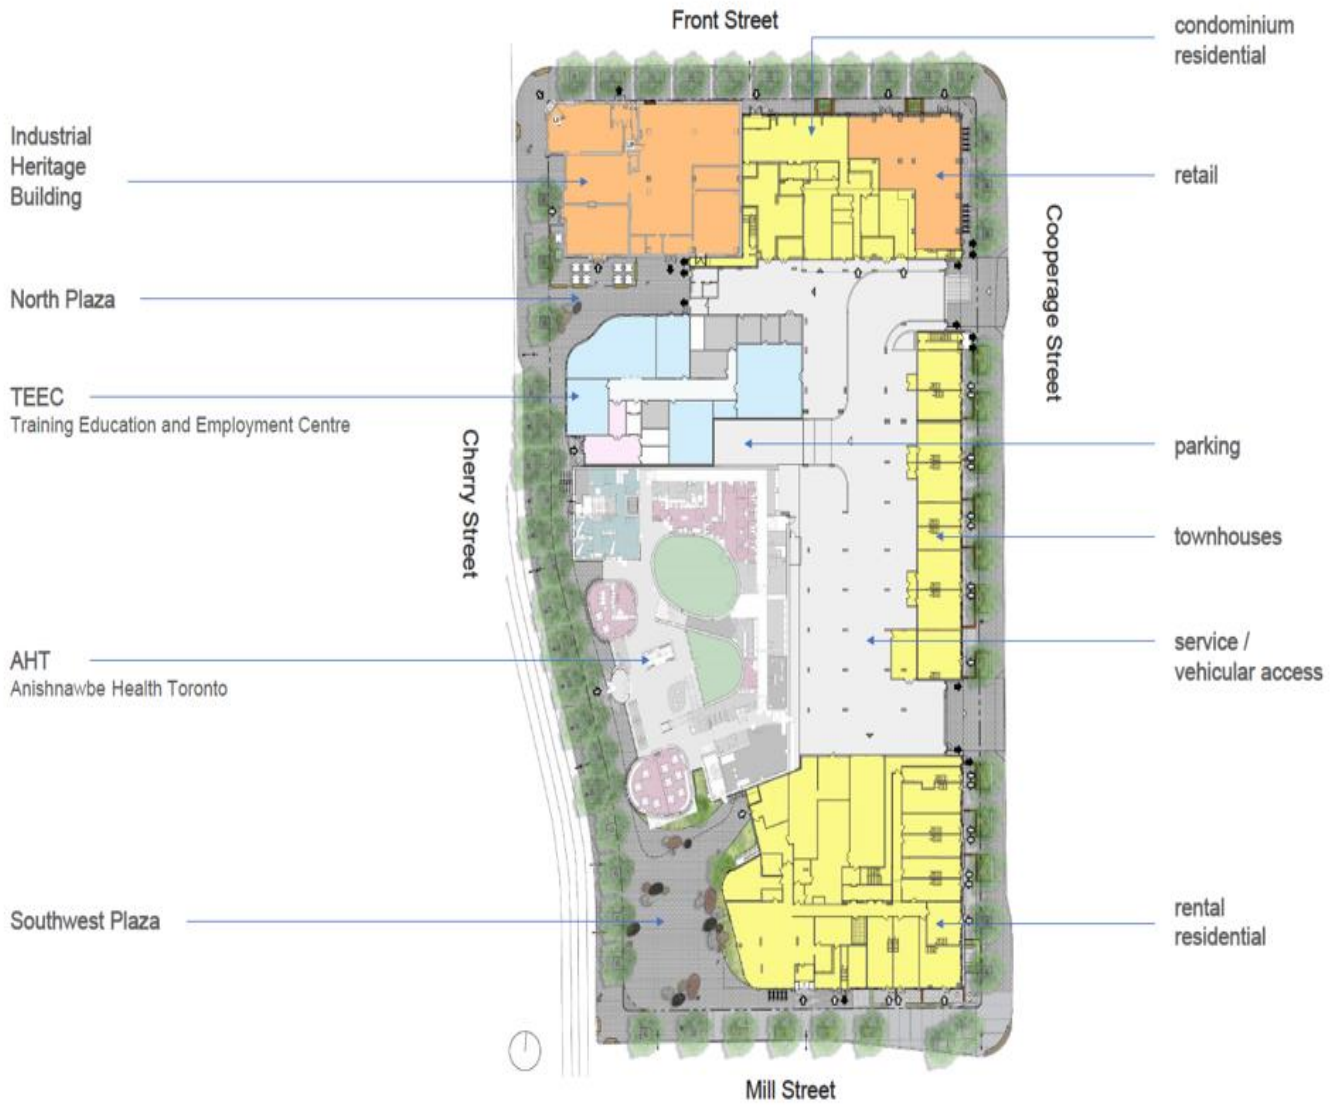 Front Street
condominium
residential
Industrial
Heritage
Building
retail
Cooperage Street
North Plaza
TEEC
Training Education and Employment Centre
Cherry Street
parking
townhouses
service /
vehicular access
AHT
Anishnawbe Health Toronto
Southwest Plaza
rental
residential
Mill Street